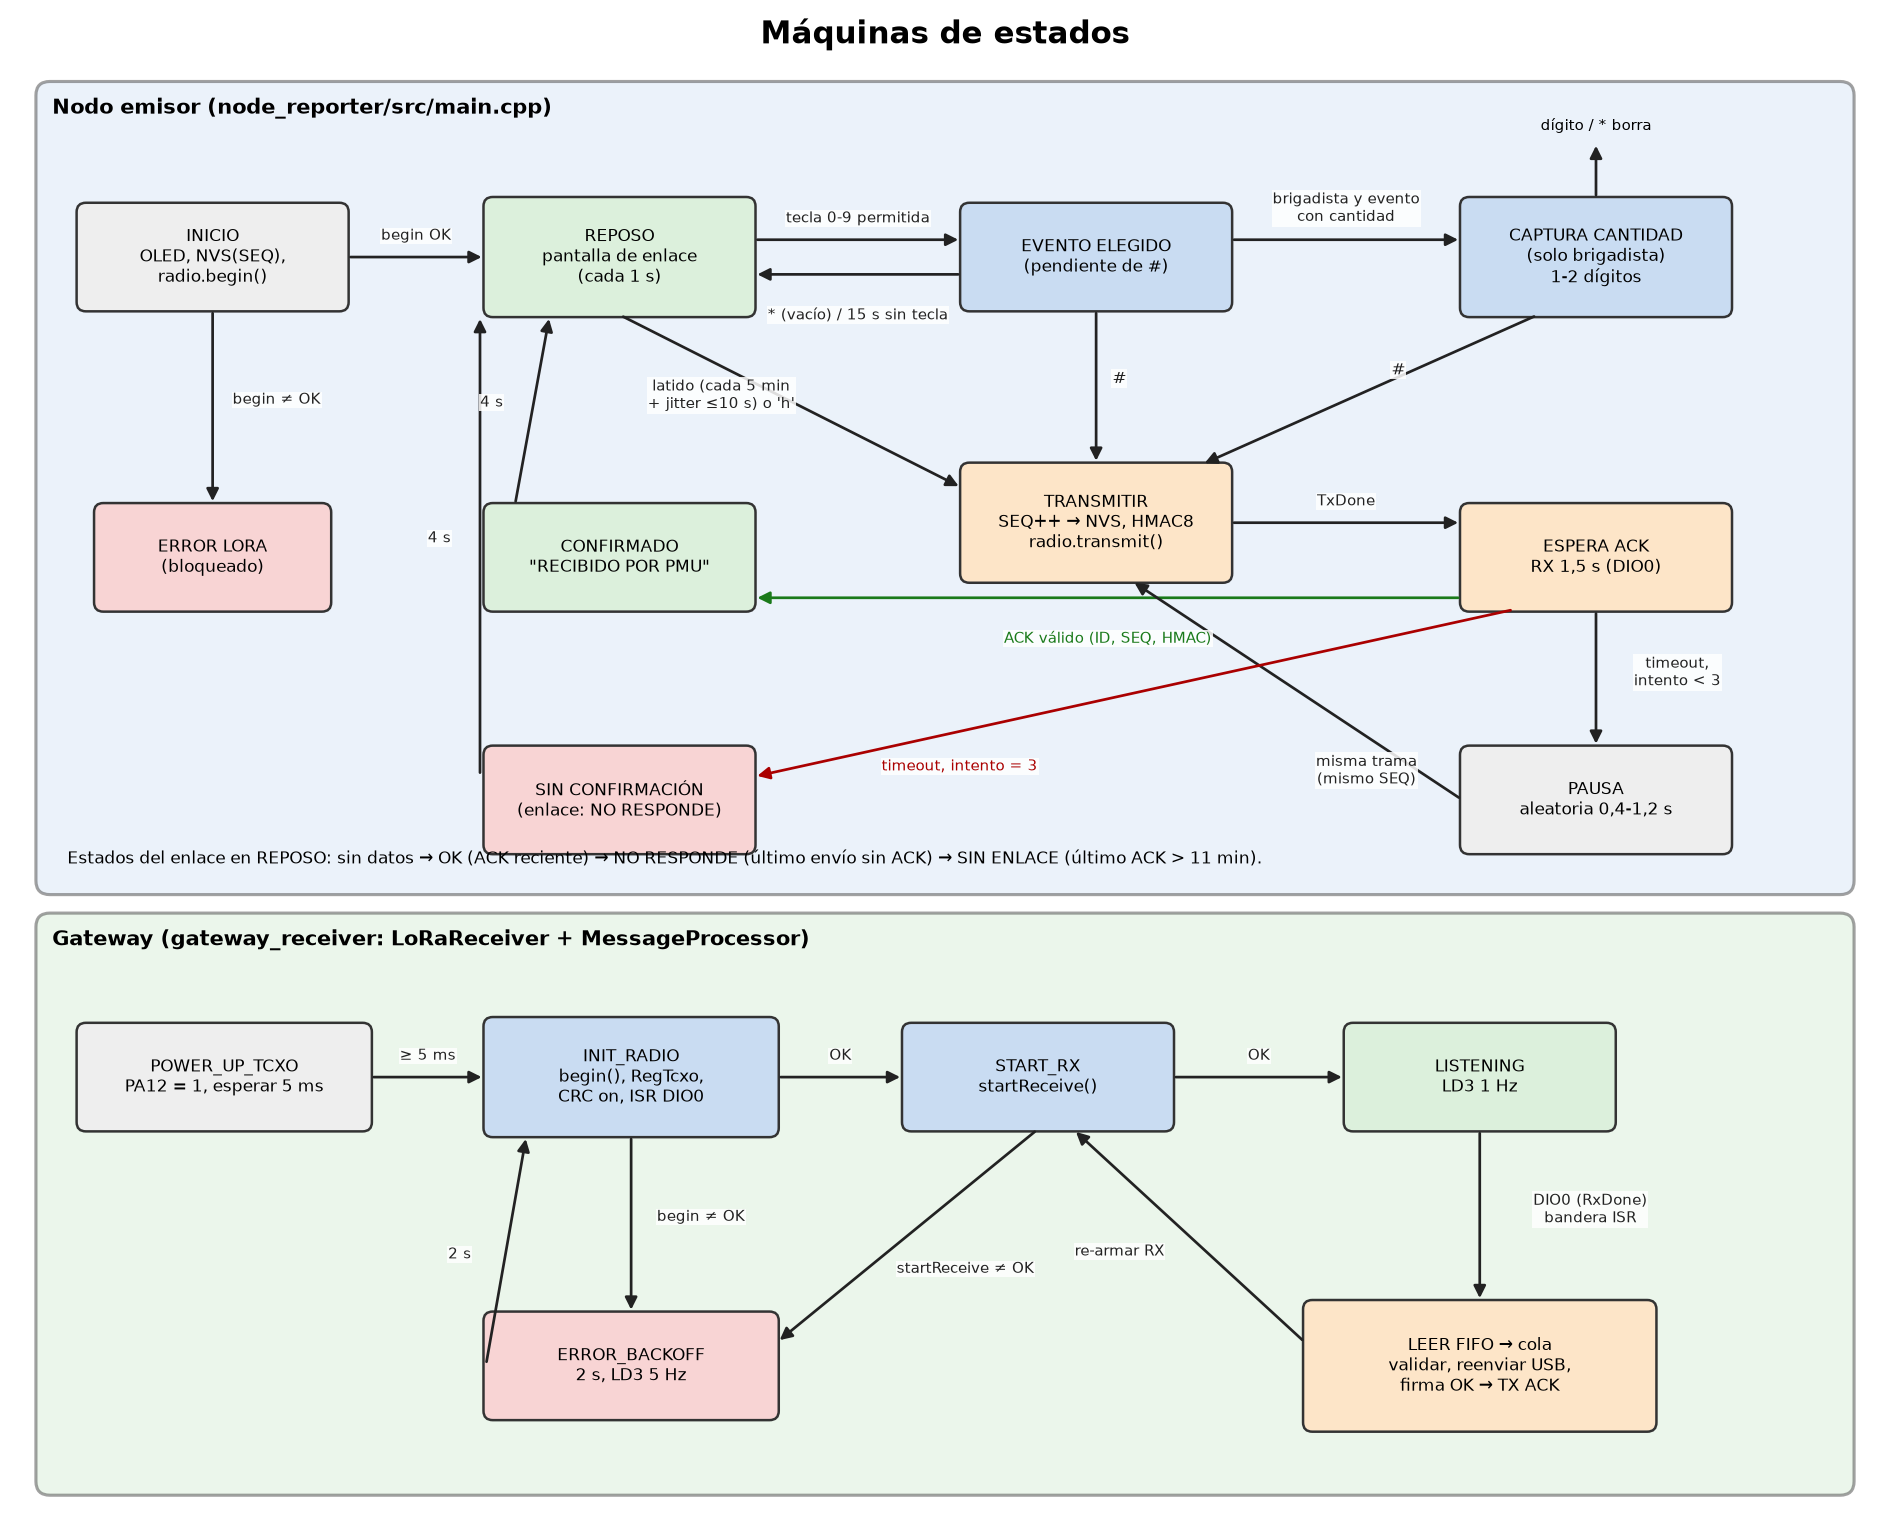 Máquinas de estados
Nodo emisor (node_reporter/src/main.cpp)
dígito / * borra
INICIO
OLED, NVS(SEQ),
radio.begin()
begin OK
REPOSO
pantalla de enlace
(cada 1 s)
tecla 0-9 permitida
* (vacío) / 15 s sin tecla
EVENTO ELEGIDO
(pendiente de #)
brigadista y evento
con cantidad
CAPTURA CANTIDAD
(solo brigadista)
1-2 dígitos
begin ≠ OK
4 s
latido (cada 5 min
+ jitter ≤10 s) o 'h'
#
#
ERROR LORA
(bloqueado)
4 s
CONFIRMADO
"RECIBIDO POR PMU"
TRANSMITIR
SEQ++ → NVS, HMAC8
radio.transmit()
TxDone
ESPERA ACK
RX 1,5 s (DIO0)
ACK válido (ID, SEQ, HMAC)
timeout,
intento < 3
timeout, intento = 3
misma trama
(mismo SEQ)
SIN CONFIRMACIÓN
(enlace: NO RESPONDE)
PAUSA
aleatoria 0,4-1,2 s
Estados del enlace en REPOSO: sin datos → OK (ACK reciente) → NO RESPONDE (último envío sin ACK) → SIN ENLACE (último ACK > 11 min).
Gateway (gateway_receiver: LoRaReceiver + MessageProcessor)
POWER_UP_TCXO
PA12 = 1, esperar 5 ms
≥ 5 ms
INIT_RADIO
begin(), RegTcxo,
CRC on, ISR DIO0
OK
START_RX
startReceive()
OK
LISTENING
LD3 1 Hz
2 s
begin ≠ OK
startReceive ≠ OK
re-armar RX
DIO0 (RxDone)
bandera ISR
ERROR_BACKOFF
2 s, LD3 5 Hz
LEER FIFO → cola
validar, reenviar USB,
firma OK → TX ACK